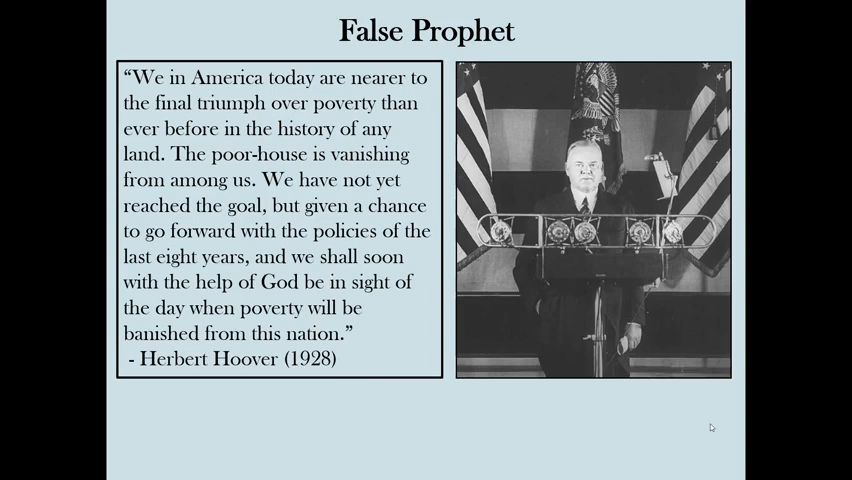 False Prophet
“We in America today are nearer to
the final triumph over poverty than
ever before in the history of any
land. The poor-house is vanishing
from among us. We have not yet
reached the goal, but given a chance
to go forward with the policies of the
last eight years, and we shall soon
with the help of God be in sight of
the day when poverty will be
banished from this nation.”
- Herbert Hoover (1928)